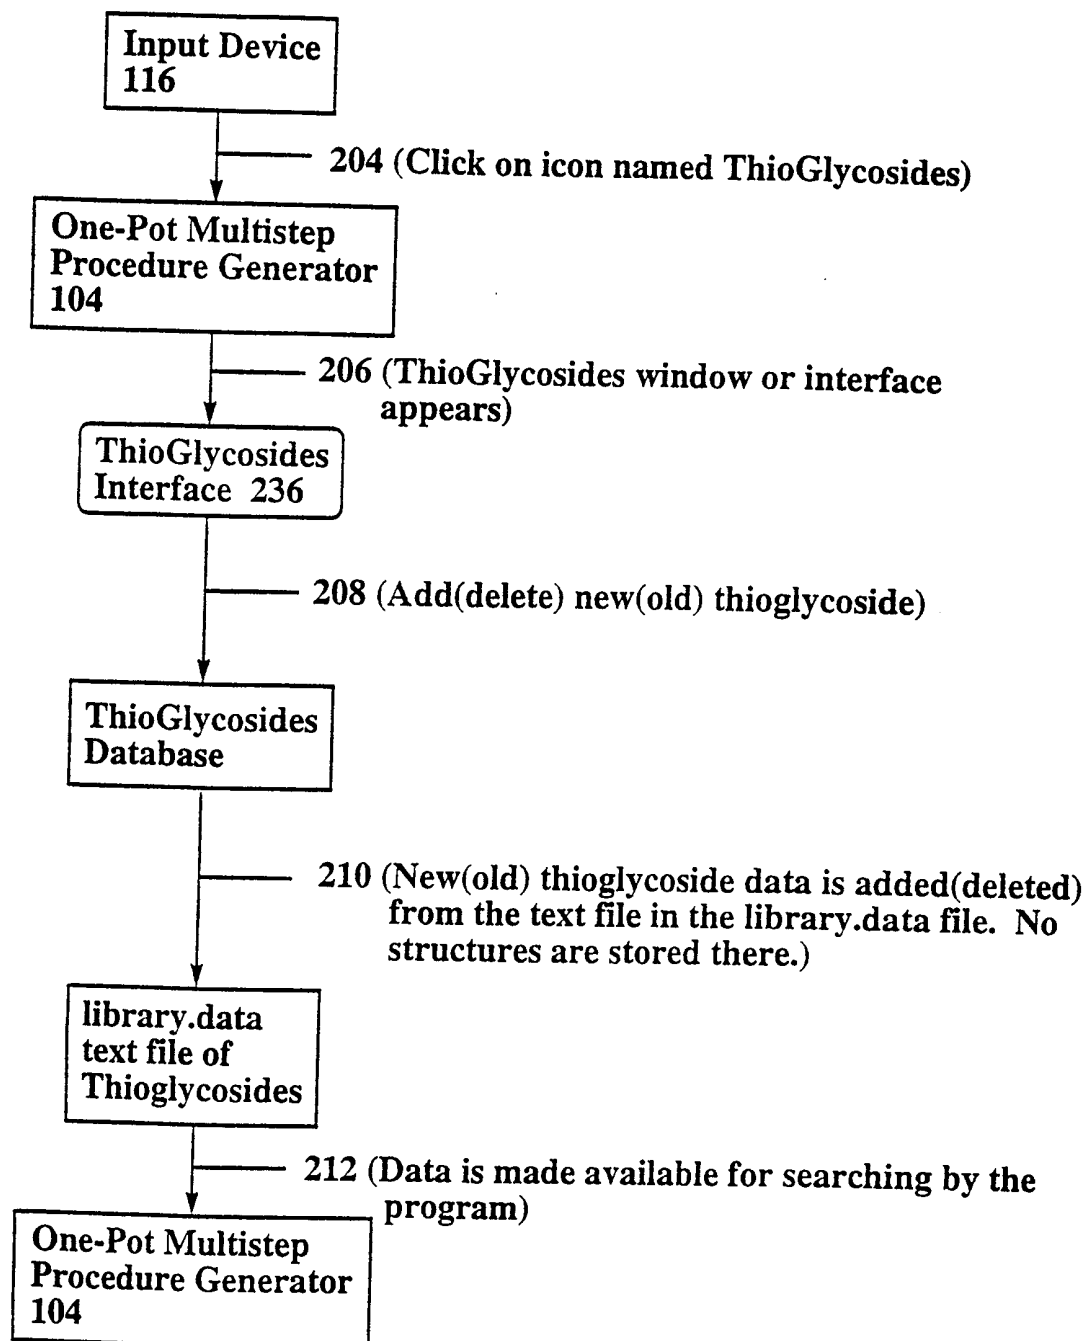 Input Device
116
204 (Click on icon named ThioGlycosides)
One-Pot Multistep
Procedure Generator
104
206 (ThioGlycosides window or interface
appears)
ThioGlycosides
Interface 236
208 (Add(delete) new(old) thioglycoside)
ThioGlycosides
Database
210 (New(old) thioglycoside data is added(deleted)
from the text file in the library.data file. No
structures are stored there.)
library.data
text file of
Thioglycosides
212 (Data is made available for searching by the
program)
One-Pot Multistep
Procedure Generator
104